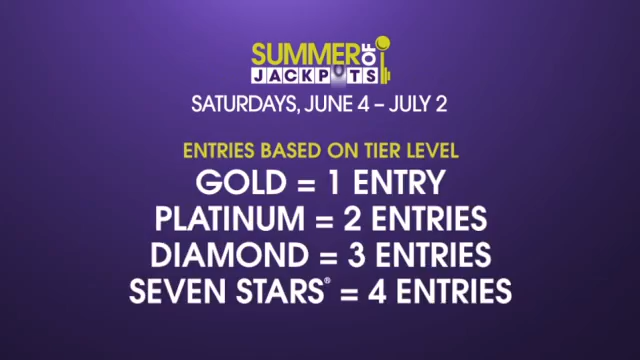 SUMMER OF
JACKPOTS
SATURDAYS, JUNE 4 – JULY 2
ENTRIES BASED ON TIER LEVEL
GOLD = 1 ENTRY
PLATINUM = 2 ENTRIES
DIAMOND = 3 ENTRIES
SEVEN STARS® = 4 ENTRIES